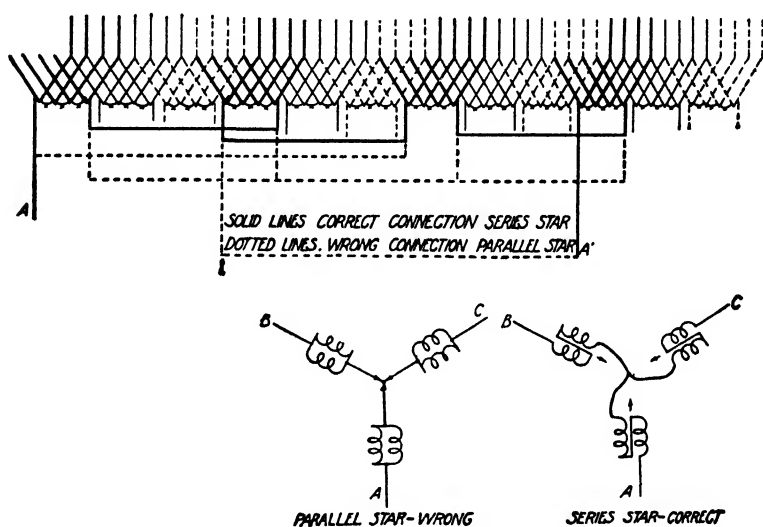 A
SOLID LINES CORRECT CONNECTION SERIES STAR
DOTTED LINES. WRONG CONNECTION PARALLEL STAR
A'
B
C
A
PARALLEL STAR-WRONG
B
C
A
SERIES STAR-CORRECT